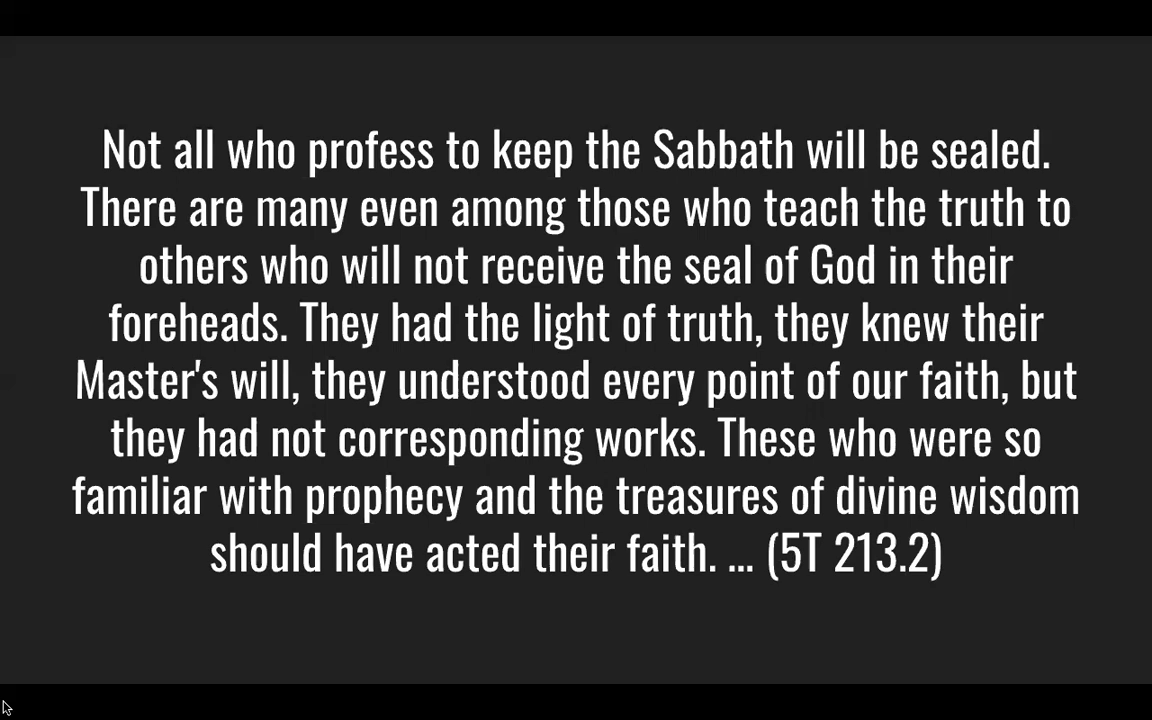 Not all who profess to keep the Sabbath will be sealed.
There are many even among those who teach the truth to
others who will not receive the seal of God in their
foreheads. They had the light of truth, they knew their
Master's will, they understood every point of our faith, but
they had not corresponding works. These who were so
familiar with prophecy and the treasures of divine wisdom
should have acted their faith. ... (5T 213.2)